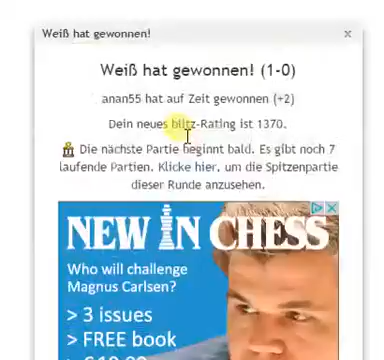 Weiß hat gewonnen!
Weiß hat gewonnen! (1-0)
anan55 hat auf Zeit gewonnen (+2)
Dein neues blitz-Rating ist 1370.
Die nächste Partie beginnt bald. Es gibt noch 7
laufende Partien. Klicke hier, um die Spitzenpartie
dieser Runde anzusehen.
NEW IN CHESS
Who will challenge
Magnus Carlsen?
> 3 issues
> FREE book